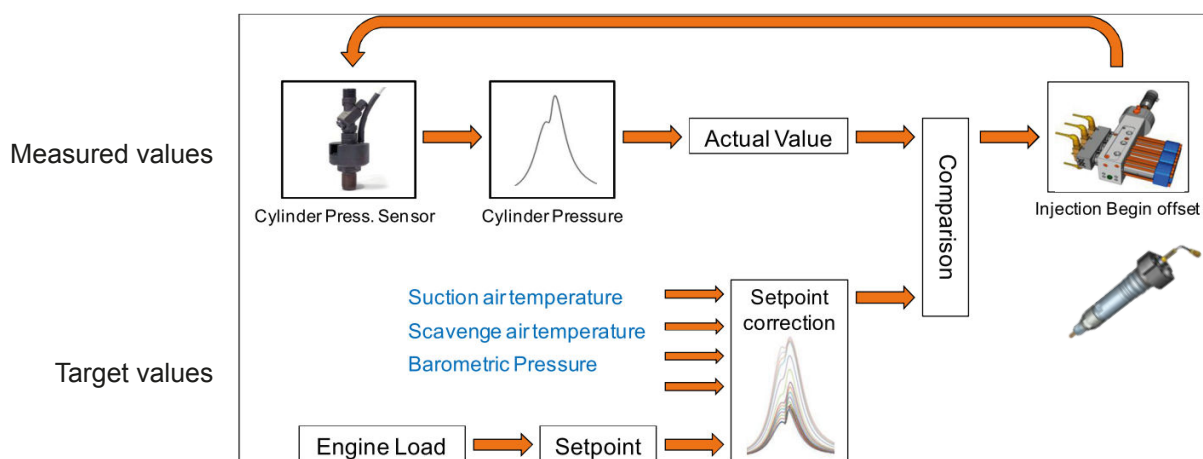 Measured values
Cylinder Press. Sensor
Cylinder Pressure
Actual Value
Comparison
Injection Begin offset
Suction air temperature
Scavenge air temperature
Barometric Pressure
Setpoint
correction
Target values
Engine Load
Setpoint